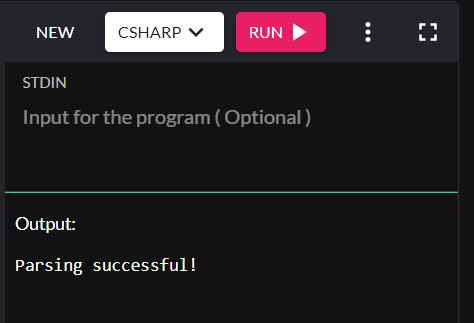 NEW CSHARP RUN
STDIN
Input for the program ( Optional )
Output:
Parsing successful!